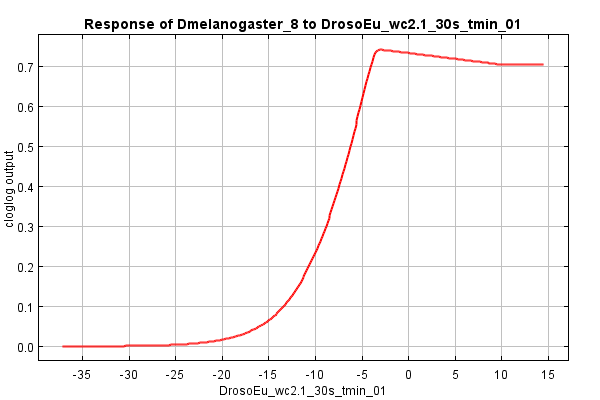 Response of Dmelanogaster_8 to DrosoEu_wc2.1_30s_tmin_01
cloglog output
0.7
0.6
0.5
0.4
0.3
0.2
0.1
0.0
-35 -30 -25 -20 -15 -10 -5 0 5 10 15
DrosoEu_wc2.1_30s_tmin_01